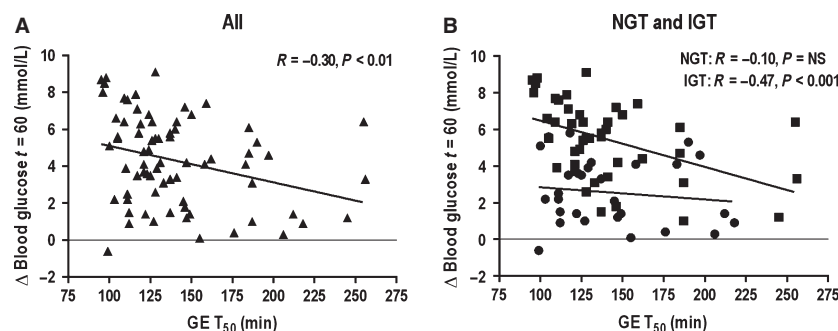 A
All
R = –0.30, P < 0.01
Δ Blood glucose t = 60 (mmol/L)
10
8
6
4
2
0
–2
75 100 125 150 175 200 225 250 275
GE T50 (min)
B
NGT and IGT
NGT: R = –0.10, P = NS
IGT: R = –0.47, P < 0.001
Δ Blood glucose t = 60 (mmol/L)
10
8
6
4
2
0
–2
75 100 125 150 175 200 225 250 275
GE T50 (min)